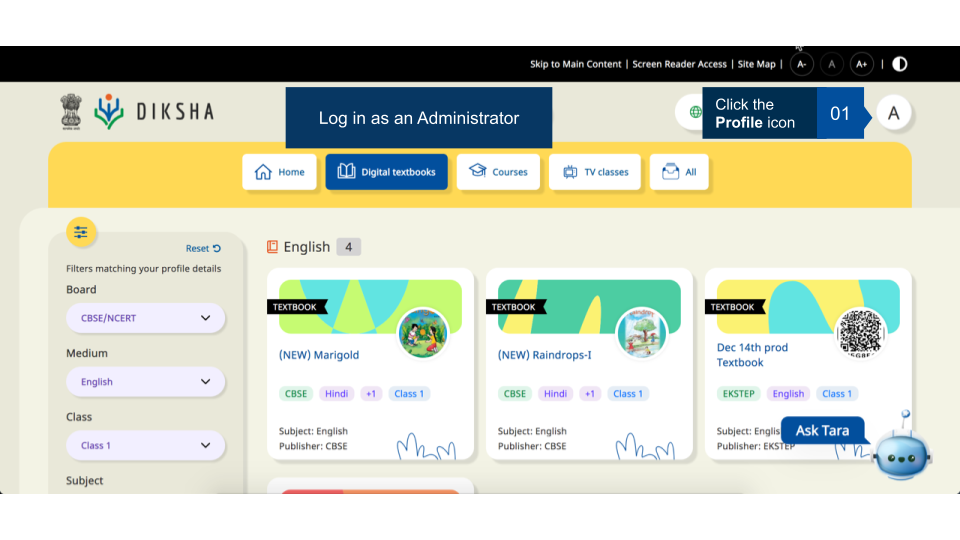 Skip to Main Content | Screen Reader Access | Site Map | A- A A+ |
DIKSHA
Log in as an Administrator
Click the
Profile icon
01
A
Home
Digital textbooks
Courses
TV classes
All
Reset
Filters matching your profile details
Board
CBSE/NCERT
Medium
English
Class
Class 1
Subject
English 4
TEXTBOOK
(NEW) Marigold
CBSE Hindi +1 Class 1
Subject: English
Publisher: CBSE
TEXTBOOK
(NEW) Raindrops-I
CBSE Hindi +1 Class 1
Subject: English
Publisher: CBSE
TEXTBOOK
Dec 14th prod
Textbook
EKSTEP English Class 1
Subject: Englis
Publisher: EKSTEP
Ask Tara